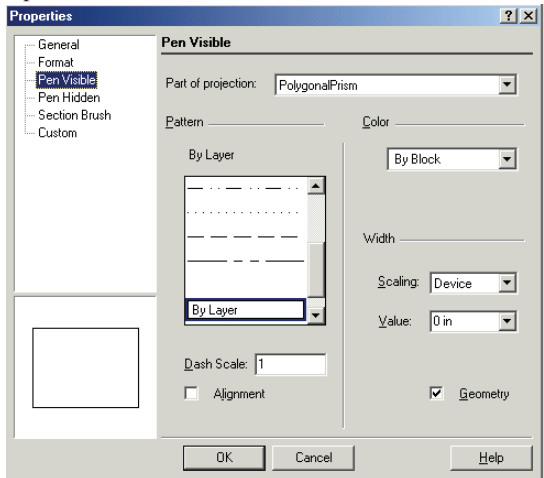 Properties
General
Format
Pen Visible
Pen Hidden
Section Brush
Custom
Pen Visible
Part of projection: PolygonalPrism
Pattern
By Layer
By Layer
Dash Scale: 1
Alignment
Color
By Block
Width
Scaling: Device
Value: 0 in
Geometry
OK Cancel Help